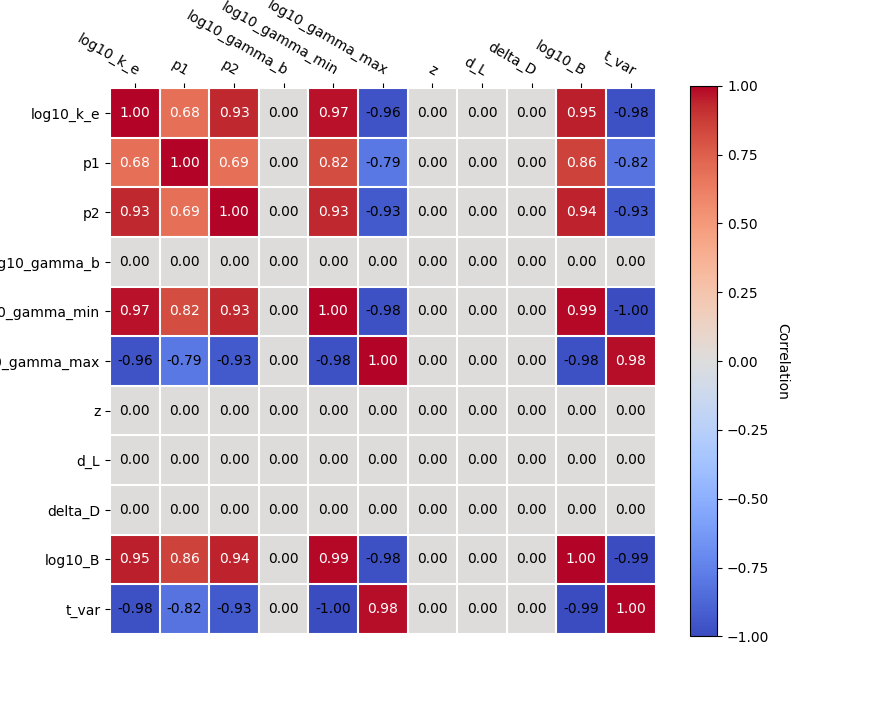 log10_k_e p1 p2 log10_gamma_b log10_gamma_min log10_gamma_max z d_L delta_D log10_B t_var
log10_k_e 1.00 0.68 0.93 0.00 0.97 -0.96 0.00 0.00 0.00 0.95 -0.98
p1 0.68 1.00 0.69 0.00 0.82 -0.79 0.00 0.00 0.00 0.86 -0.82
p2 0.93 0.69 1.00 0.00 0.93 -0.93 0.00 0.00 0.00 0.94 -0.93
g10_gamma_b 0.00 0.00 0.00 0.00 0.00 0.00 0.00 0.00 0.00 0.00 0.00
0_gamma_min 0.97 0.82 0.93 0.00 1.00 -0.98 0.00 0.00 0.00 0.99 -1.00
_gamma_max -0.96 -0.79 -0.93 0.00 -0.98 1.00 0.00 0.00 0.00 -0.98 0.98
z 0.00 0.00 0.00 0.00 0.00 0.00 0.00 0.00 0.00 0.00 0.00
d_L 0.00 0.00 0.00 0.00 0.00 0.00 0.00 0.00 0.00 0.00 0.00
delta_D 0.00 0.00 0.00 0.00 0.00 0.00 0.00 0.00 0.00 0.00 0.00
log10_B 0.95 0.86 0.94 0.00 0.99 -0.98 0.00 0.00 0.00 1.00 -0.99
t_var -0.98 -0.82 -0.93 0.00 -1.00 0.98 0.00 0.00 0.00 -0.99 1.00
1.00
0.75
0.50
0.25
0.00
−0.25
−0.50
−0.75
−1.00
Correlation